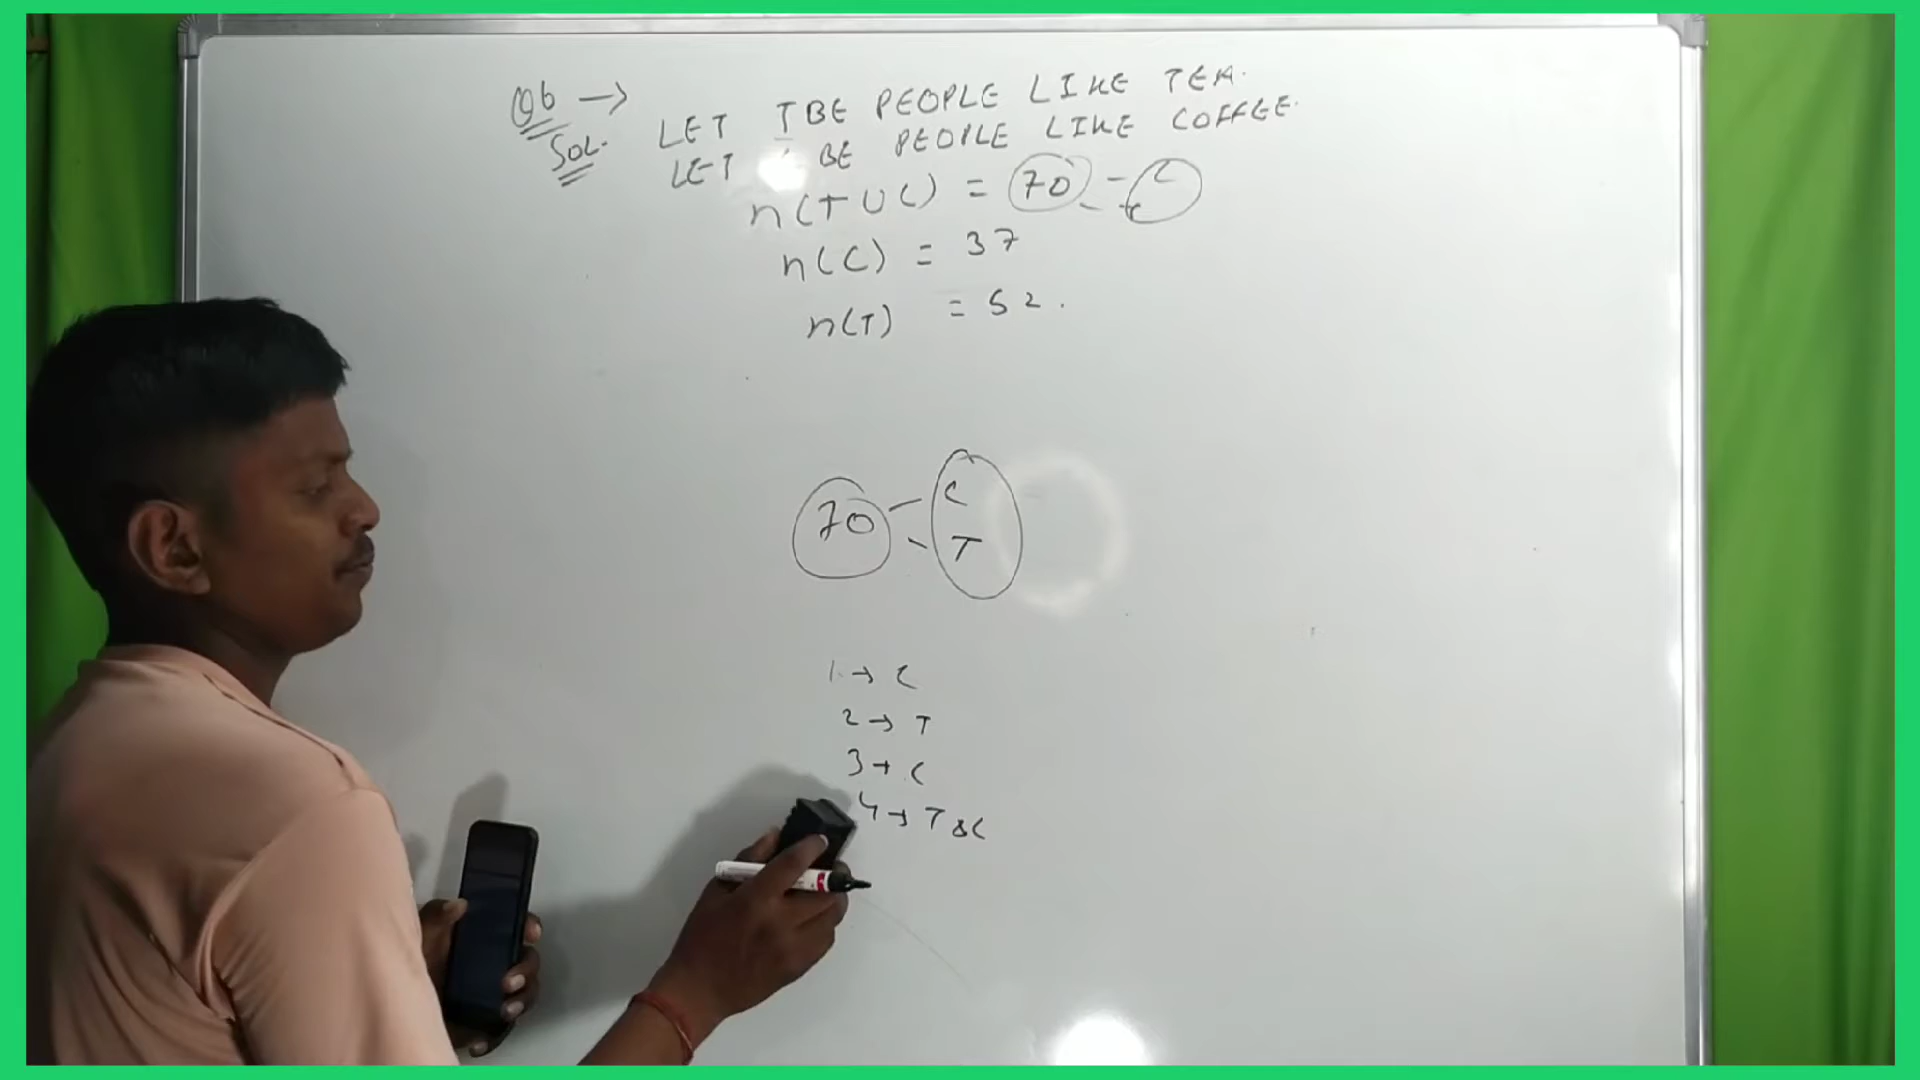 Q6 →
SOL. LET T BE PEOPLE LIKE TEA.
LET BE PEOPLE LIKE COFFEE.
n(T∪C) = 70 -
n(C) = 37
n(T) = 52.
70 - C
- T
1. → C
2 → T
3 → C
4 → T & C